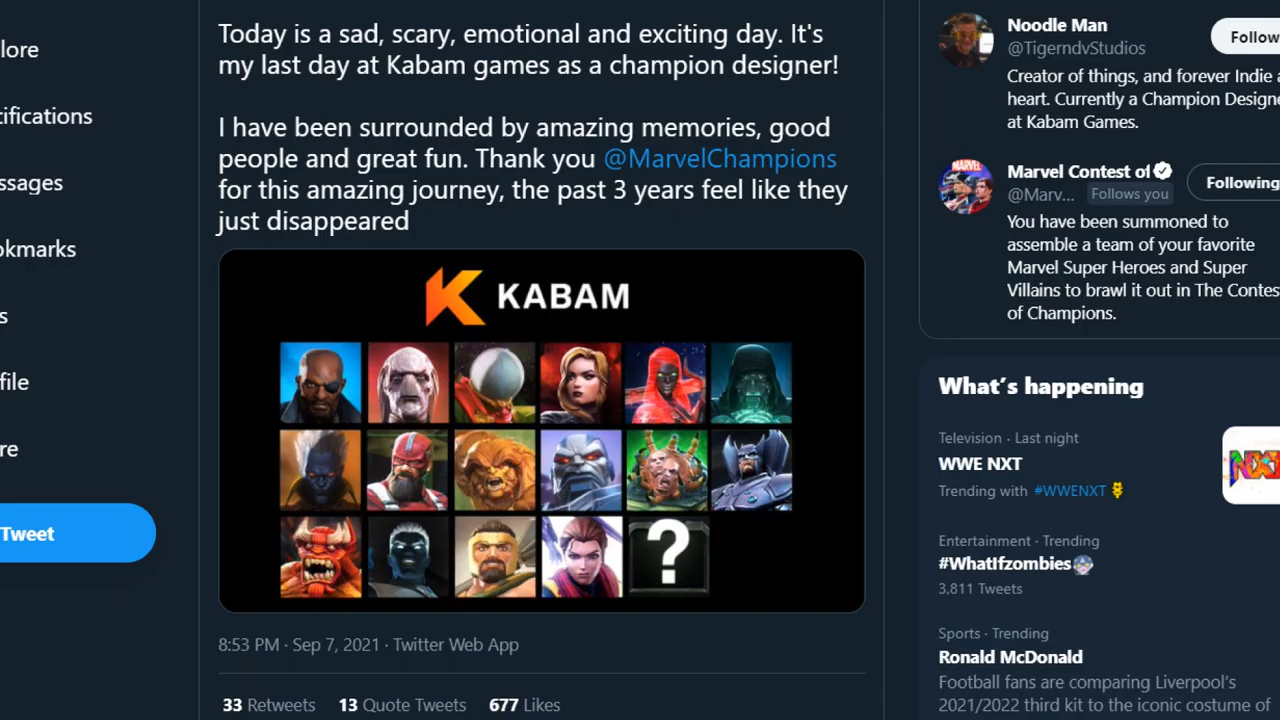 Today is a sad, scary, emotional and exciting day. It's
my last day at Kabam games as a champion designer!
I have been surrounded by amazing memories, good
people and great fun. Thank you @MarvelChampions
for this amazing journey, the past 3 years feel like they
just disappeared
KABAM
?
8:53 PM · Sep 7, 2021 · Twitter Web App
33 Retweets 13 Quote Tweets 677 Likes
lore
ifications
ssages
okmarks
s
file
re
Tweet
Noodle Man
@TigerndvStudios
Follow
Creator of things, and forever Indie a
heart. Currently a Champion Designe
at Kabam Games.
MARVEL
Marvel Contest of
@Marv... Follows you
Following
You have been summoned to
assemble a team of your favorite
Marvel Super Heroes and Super
Villains to brawl it out in The Contes
of Champions.
What's happening
Television · Last night
WWE NXT
Trending with #WWENXT
NXT
Entertainment · Trending
#WhatIfzombies
3,811 Tweets
Sports · Trending
Ronald McDonald
Football fans are comparing Liverpool's
2021/2022 third kit to the iconic costume of